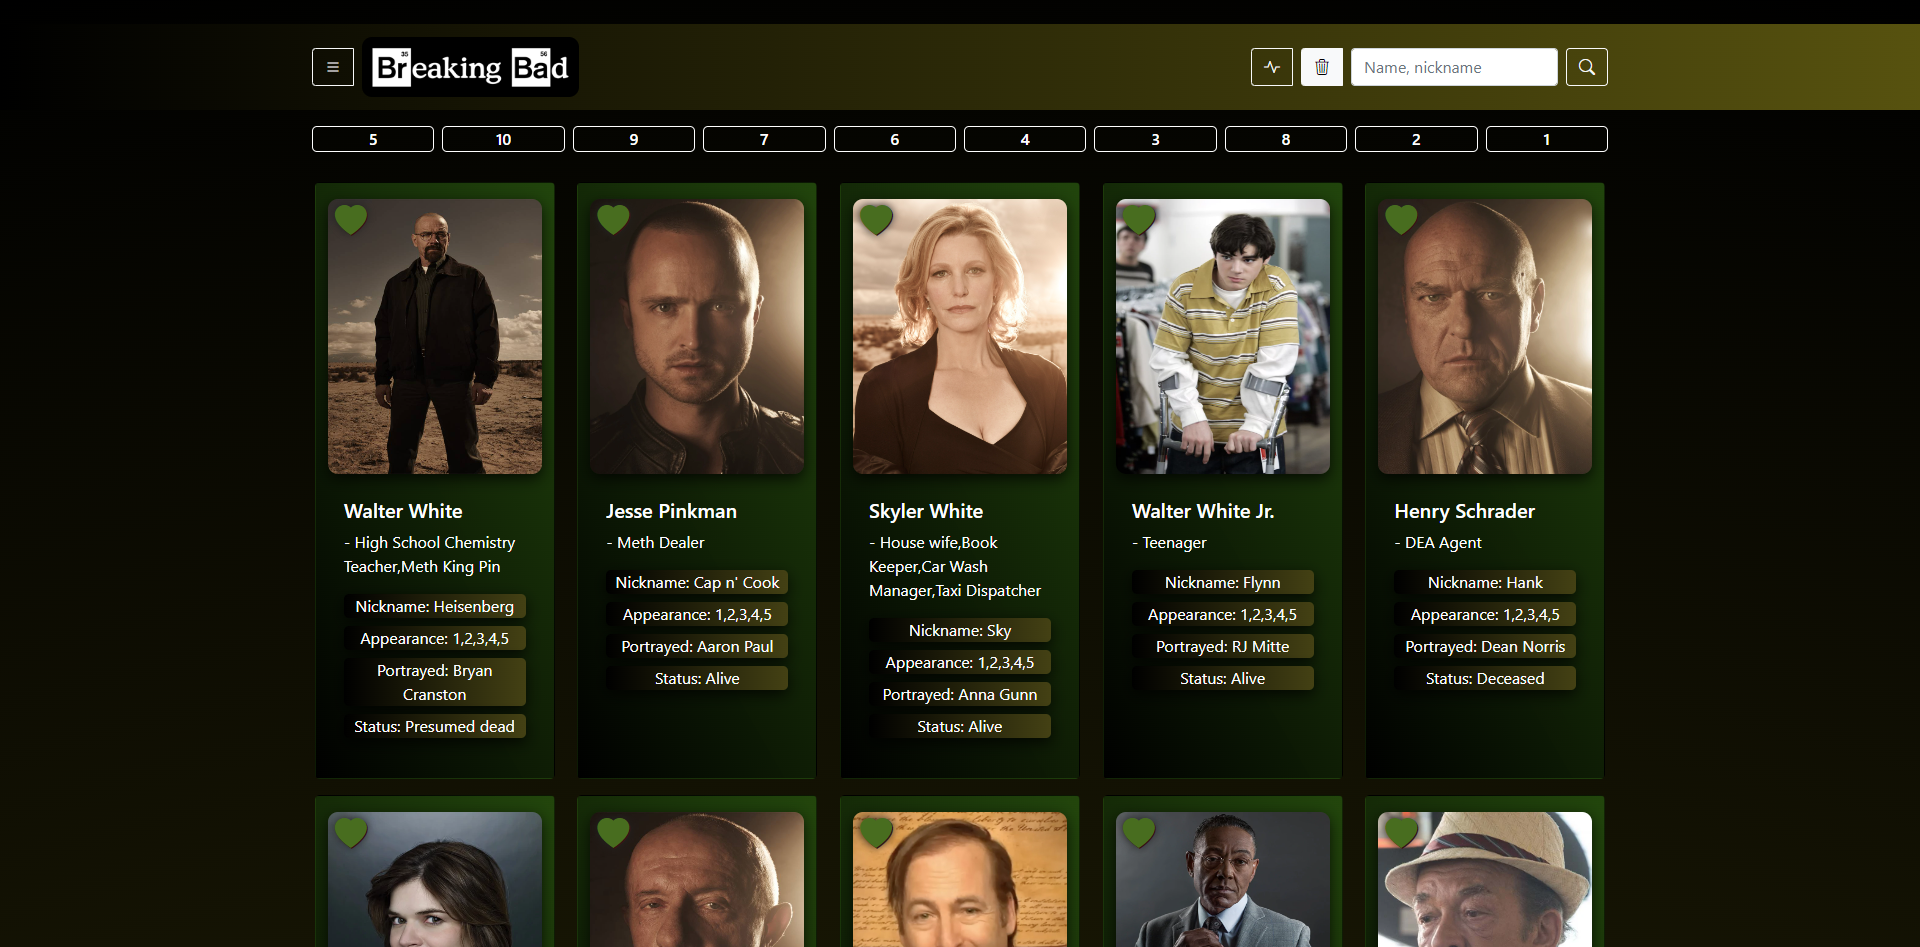 35 56
Breaking Bad
Name, nickname
5 10 9 7 6 4 3 8 2 1
Walter White
- High School Chemistry
Teacher,Meth King Pin
Nickname: Heisenberg
Appearance: 1,2,3,4,5
Portrayed: Bryan
Cranston
Status: Presumed dead
Jesse Pinkman
- Meth Dealer
Nickname: Cap n' Cook
Appearance: 1,2,3,4,5
Portrayed: Aaron Paul
Status: Alive
Skyler White
- House wife,Book
Keeper,Car Wash
Manager,Taxi Dispatcher
Nickname: Sky
Appearance: 1,2,3,4,5
Portrayed: Anna Gunn
Status: Alive
Walter White Jr.
- Teenager
Nickname: Flynn
Appearance: 1,2,3,4,5
Portrayed: RJ Mitte
Status: Alive
Henry Schrader
- DEA Agent
Nickname: Hank
Appearance: 1,2,3,4,5
Portrayed: Dean Norris
Status: Deceased